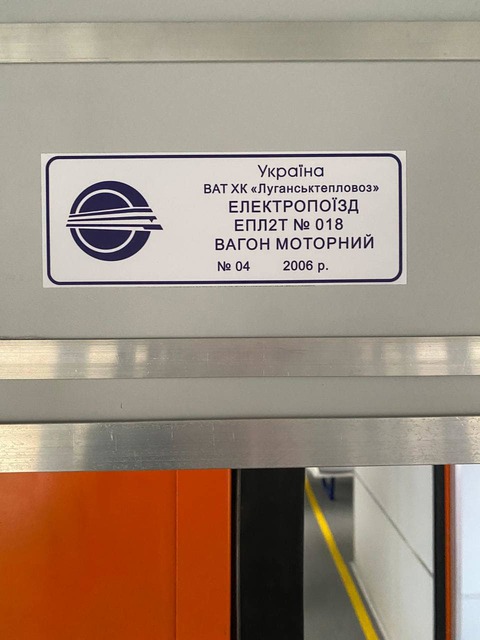 Україна
ВАТ ХК «Луганськтепловоз»
ЕЛЕКТРОПОЇЗД
ЕПЛ2Т № 018
ВАГОН МОТОРНИЙ
№ 04 2006 р.